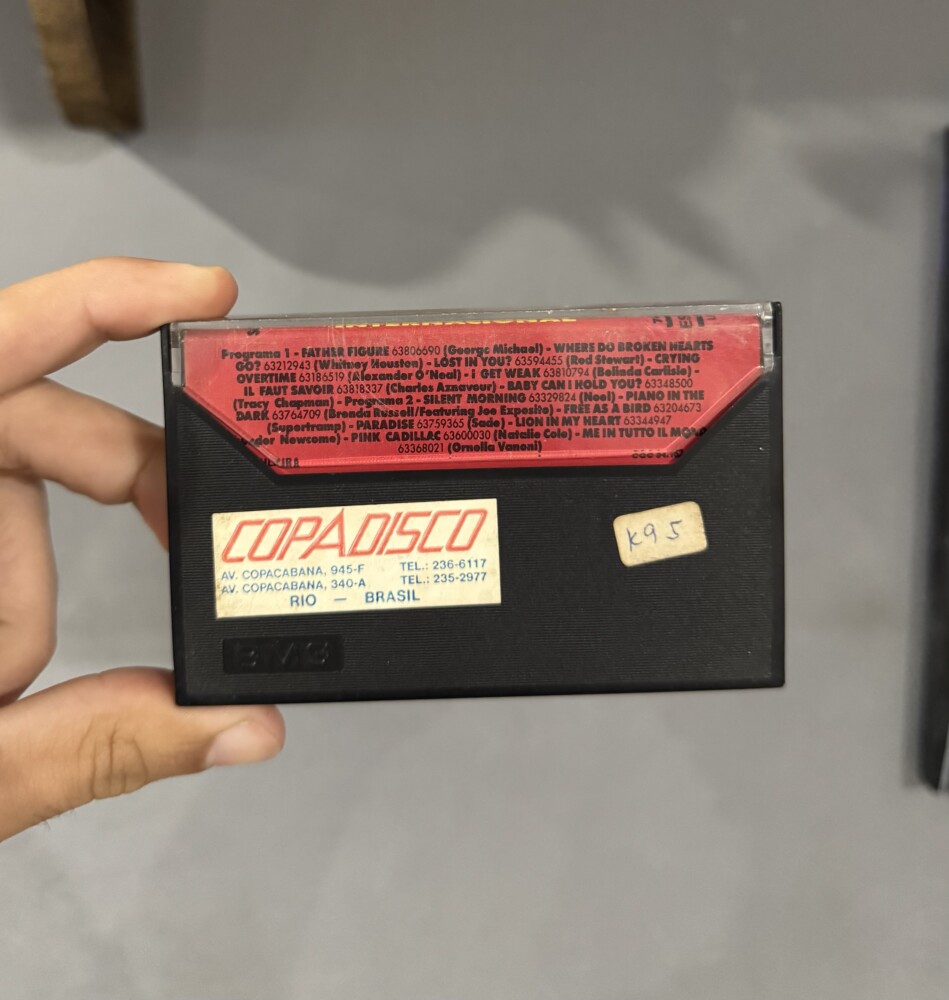 INTERNACIONAL
Programa 1 - FATHER FIGURE 63806690 (George Michael) - WHERE DO BROKEN HEARTS
GO? 63212943 (Whitney Houston) - LOST IN YOU? 63594455 (Rod Stewart) - CRYING
OVERTIME 63186519 (Alexander O'Neal) - i GET WEAK 63810794 (Belinda Carlisle) -
IL FAUT SAVOIR 63818337 (Charles Aznavour) - BABY CAN I HOLD YOU? 63348500
(Tracy Chapman) - Programa 2 - SILENT MORNING 63329824 (Noel) - PIANO IN THE
DARK 63764709 (Brenda Russell/Featuring Joe Exposito) - FREE AS A BIRD 63204673
(Supertramp) - PARADISE 63759365 (Sade) - LION IN MY HEART 63344947
Newcome) - PINK CADILLAC 63600030 (Natalie Cole) - ME IN TUTTO IL
63368021 (Ornella Vanoni)
COPADISCO
AV. COPACABANA, 945-F TEL.: 236-6117
AV. COPACABANA, 340-A TEL.: 235-2977
RIO — BRASIL
K95
BMG